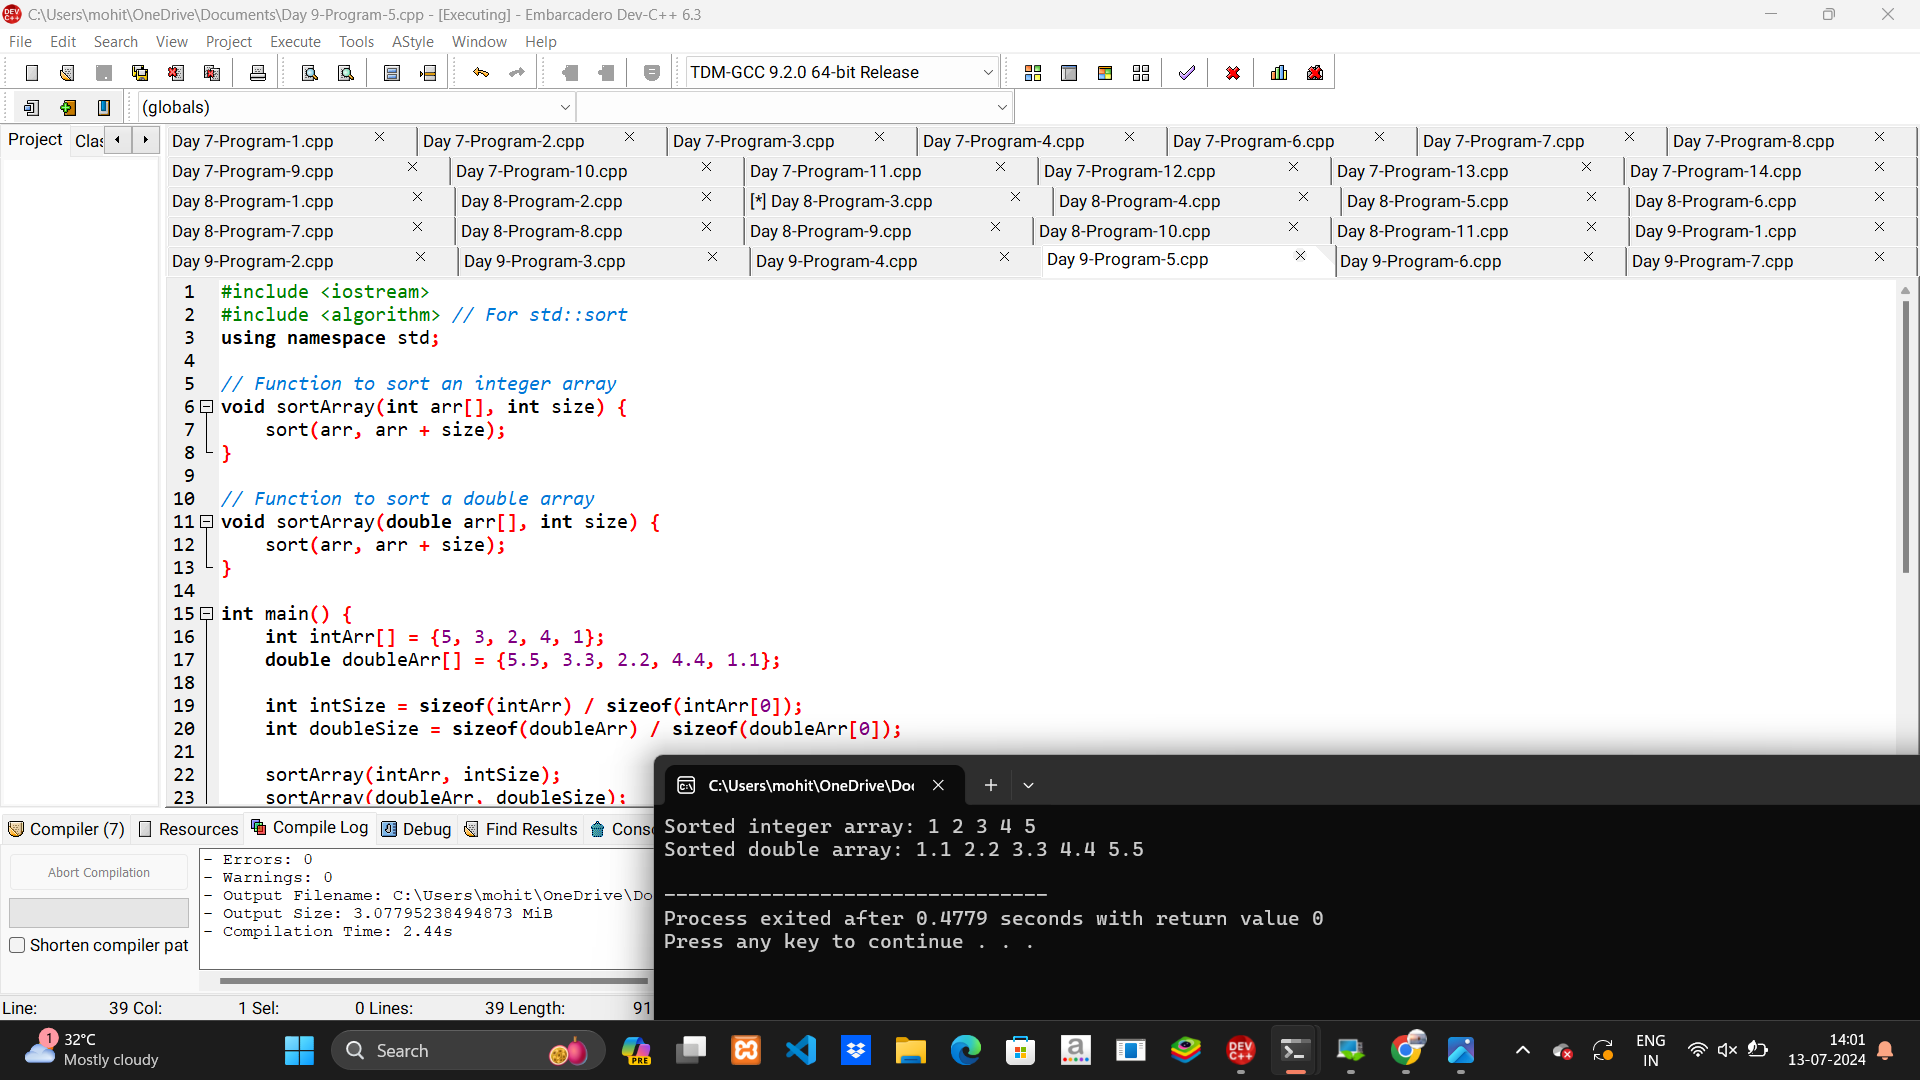 C:\Users\mohit\OneDrive\Documents\Day 9-Program-5.cpp - [Executing] - Embarcadero Dev-C++ 6.3
File Edit Search View Project Execute Tools AStyle Window Help
TDM-GCC 9.2.0 64-bit Release
(globals)
Project Clas
Day 7-Program-1.cpp Day 7-Program-2.cpp Day 7-Program-3.cpp Day 7-Program-4.cpp Day 7-Program-6.cpp Day 7-Program-7.cpp Day 7-Program-8.cpp
Day 7-Program-9.cpp Day 7-Program-10.cpp Day 7-Program-11.cpp Day 7-Program-12.cpp Day 7-Program-13.cpp Day 7-Program-14.cpp
Day 8-Program-1.cpp Day 8-Program-2.cpp [*] Day 8-Program-3.cpp Day 8-Program-4.cpp Day 8-Program-5.cpp Day 8-Program-6.cpp
Day 8-Program-7.cpp Day 8-Program-8.cpp Day 8-Program-9.cpp Day 8-Program-10.cpp Day 8-Program-11.cpp Day 9-Program-1.cpp
Day 9-Program-2.cpp Day 9-Program-3.cpp Day 9-Program-4.cpp Day 9-Program-5.cpp Day 9-Program-6.cpp Day 9-Program-7.cpp
1 #include <iostream>
2 #include <algorithm> // For std::sort
3 using namespace std;
4
5 // Function to sort an integer array
6 void sortArray(int arr[], int size) {
7 sort(arr, arr + size);
8 }
9
10 // Function to sort a double array
11 void sortArray(double arr[], int size) {
12 sort(arr, arr + size);
13 }
14
15 int main() {
16 int intArr[] = {5, 3, 2, 4, 1};
17 double doubleArr[] = {5.5, 3.3, 2.2, 4.4, 1.1};
18
19 int intSize = sizeof(intArr) / sizeof(intArr[0]);
20 int doubleSize = sizeof(doubleArr) / sizeof(doubleArr[0]);
21
22 sortArray(intArr, intSize);
23 sortArray(doubleArr, doubleSize);
Compiler (7) Resources Compile Log Debug Find Results Conso
Abort Compilation
Shorten compiler pat
- Errors: 0
- Warnings: 0
- Output Filename: C:\Users\mohit\OneDrive\Do
- Output Size: 3.07795238494873 MiB
- Compilation Time: 2.44s
Line: 39 Col: 1 Sel: 0 Lines: 39 Length: 91
C:\Users\mohit\OneDrive\Doc
Sorted integer array: 1 2 3 4 5
Sorted double array: 1.1 2.2 3.3 4.4 5.5
--------------------------------
Process exited after 0.4779 seconds with return value 0
Press any key to continue . . .
1
32°C
Mostly cloudy
Search
PRE
DEV C++
ENG
IN
14:01
13-07-2024